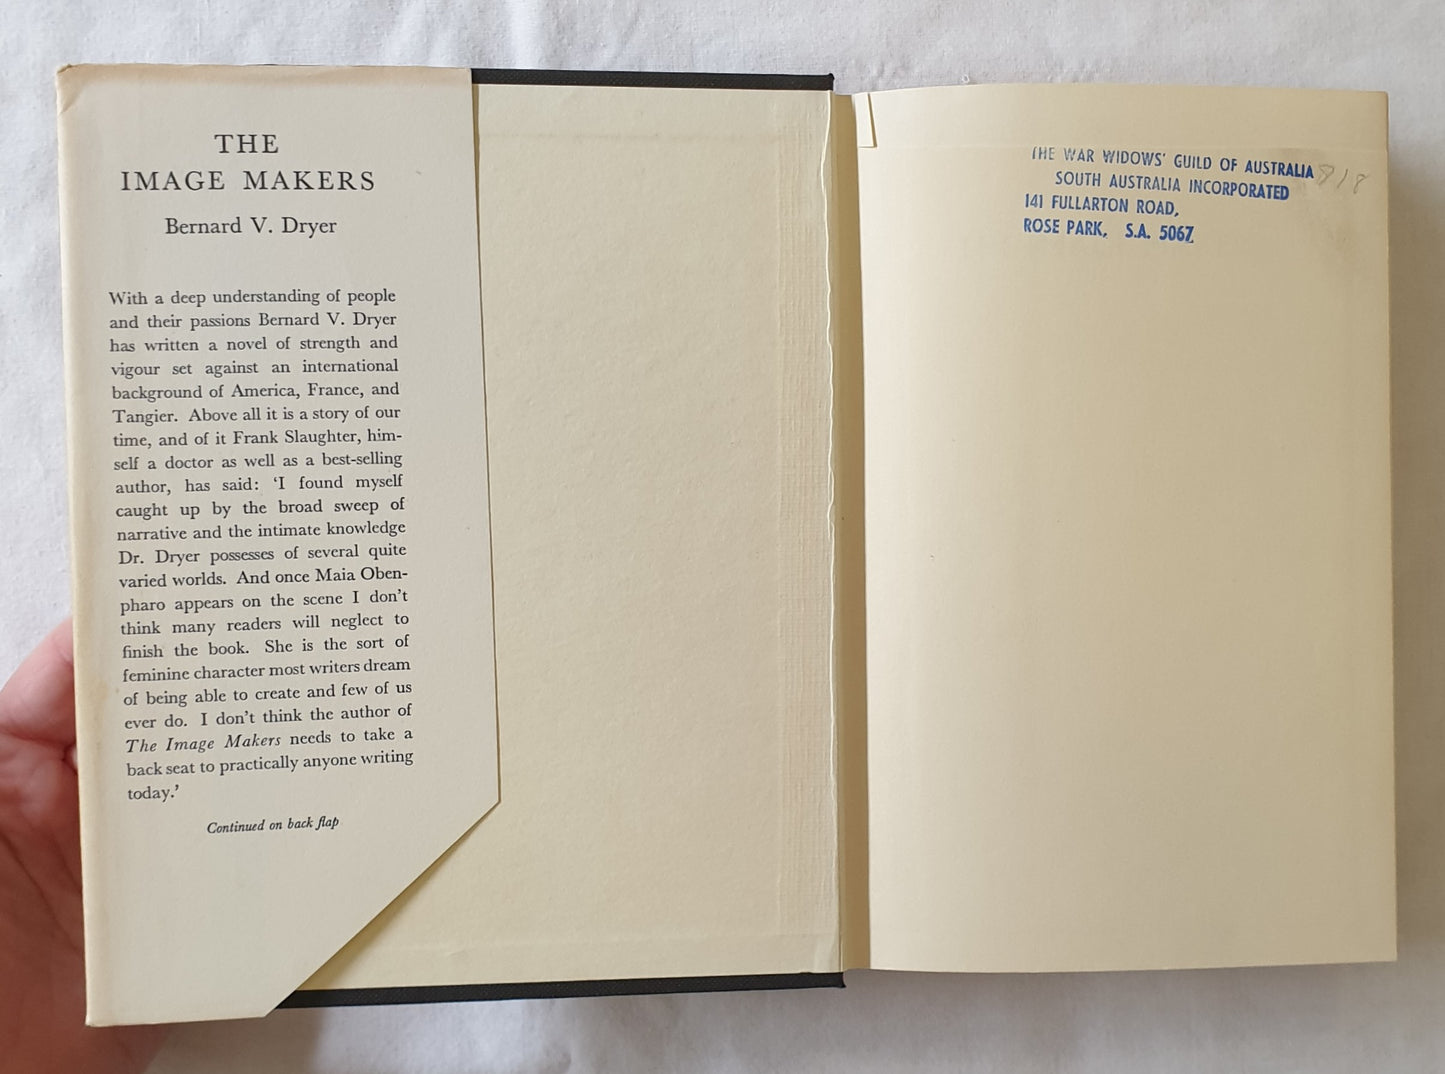 THE
IMAGE MAKERS
Bernard V. Dryer
With a deep understanding of people
and their passions Bernard V. Dryer
has written a novel of strength and
vigour set against an international
background of America, France, and
Tangier. Above all it is a story of our
time, and of it Frank Slaughter, him-
self a doctor as well as a best-selling
author, has said: ‘I found myself
caught up by the broad sweep of
narrative and the intimate knowledge
Dr. Dryer possesses of several quite
varied worlds. And once Maia Oben-
pharo appears on the scene I don’t
think many readers will neglect to
finish the book. She is the sort of
feminine character most writers dream
of being able to create and few of us
ever do. I don’t think the author of
The Image Makers needs to take a
back seat to practically anyone writing
today.’
Continued on back flap
THE WAR WIDOWS' GUILD OF AUSTRALIA
SOUTH AUSTRALIA INCORPORATED
141 FULLARTON ROAD,
ROSE PARK, S.A. 5067
818